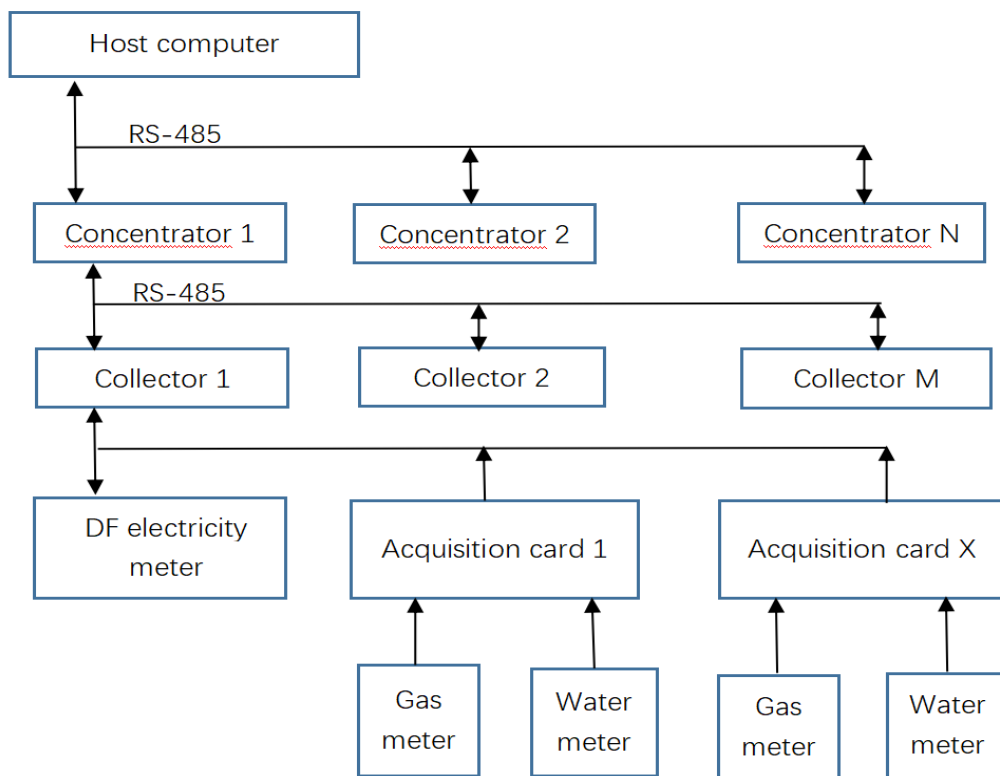 Host computer
RS-485
Concentrator 1
Concentrator 2
Concentrator N
RS-485
Collector 1
Collector 2
Collector M
DF electricity
meter
Acquisition card 1
Acquisition card X
Gas
meter
Water
meter
Gas
meter
Water
meter